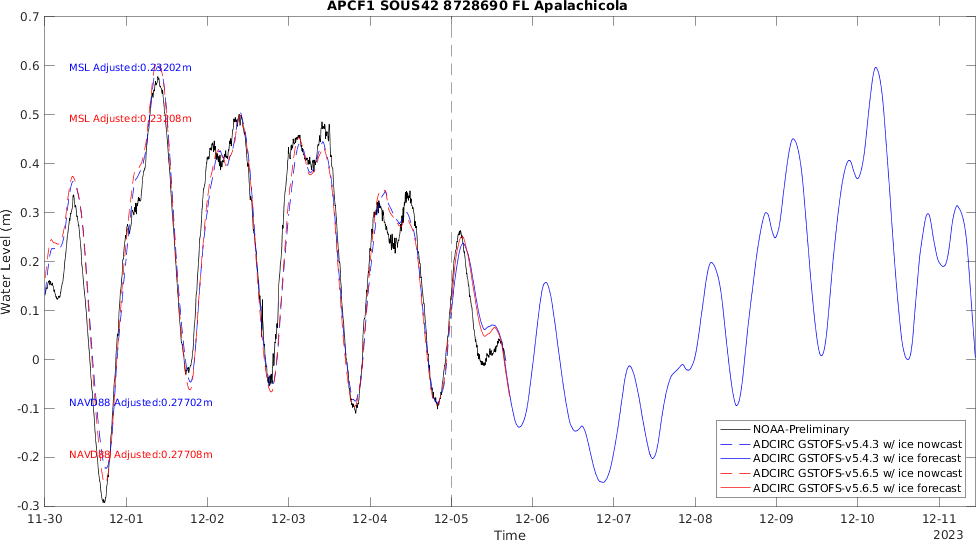 APCF1 SOUS42 8728690 FL Apalachicola
0.7
0.6
0.5
0.4
0.3
0.2
0.1
0
-0.1
-0.2
-0.3
Water Level (m)
MSL Adjusted:0.23202m
MSL Adjusted:0.23208m
NAVD88 Adjusted:0.27702m
NAVD88 Adjusted:0.27708m
NOAA-Preliminary
ADCIRC GSTOFS-v5.4.3 w/ ice nowcast
ADCIRC GSTOFS-v5.4.3 w/ ice forecast
ADCIRC GSTOFS-v5.6.5 w/ ice nowcast
ADCIRC GSTOFS-v5.6.5 w/ ice forecast
11-30 12-01 12-02 12-03 12-04 12-05 12-06 12-07 12-08 12-09 12-10 12-11
2023
Time